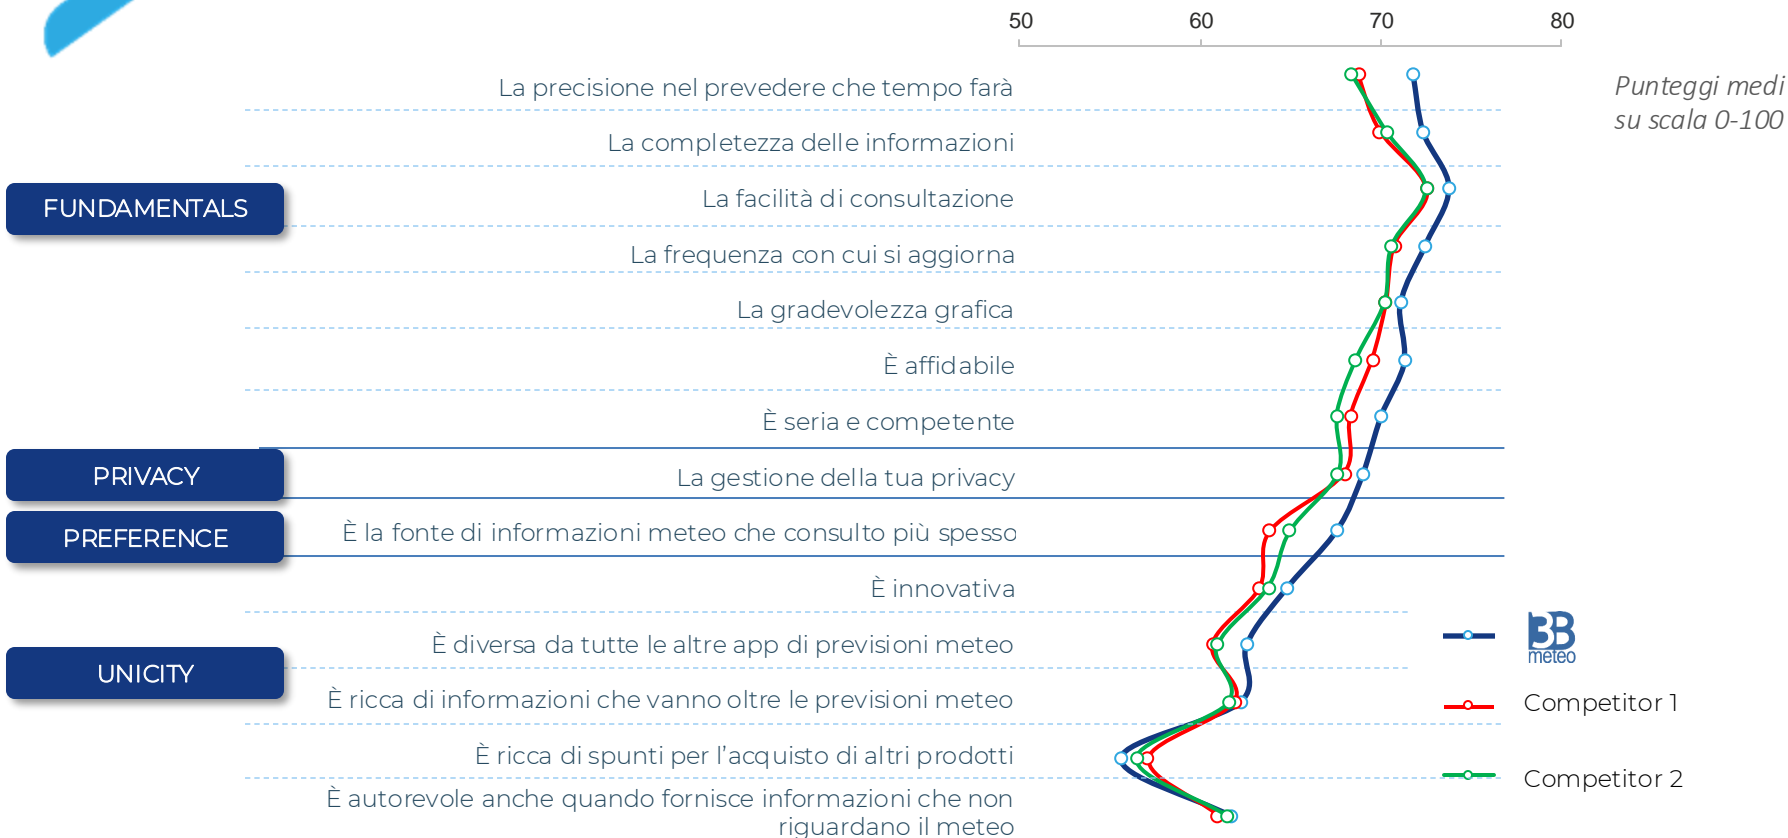 50 60 70 80
Punteggi medi
su scala 0-100
La precisione nel prevedere che tempo farà
La completezza delle informazioni
FUNDAMENTALS
La facilità di consultazione
La frequenza con cui si aggiorna
La gradevolezza grafica
È affidabile
È seria e competente
PRIVACY
La gestione della tua privacy
PREFERENCE
È la fonte di informazioni meteo che consulto più spesso
È innovativa
È diversa da tutte le altre app di previsioni meteo
UNICITY
È ricca di informazioni che vanno oltre le previsioni meteo
È ricca di spunti per l’acquisto di altri prodotti
È autorevole anche quando fornisce informazioni che non
riguardano il meteo
3B
meteo
Competitor 1
Competitor 2